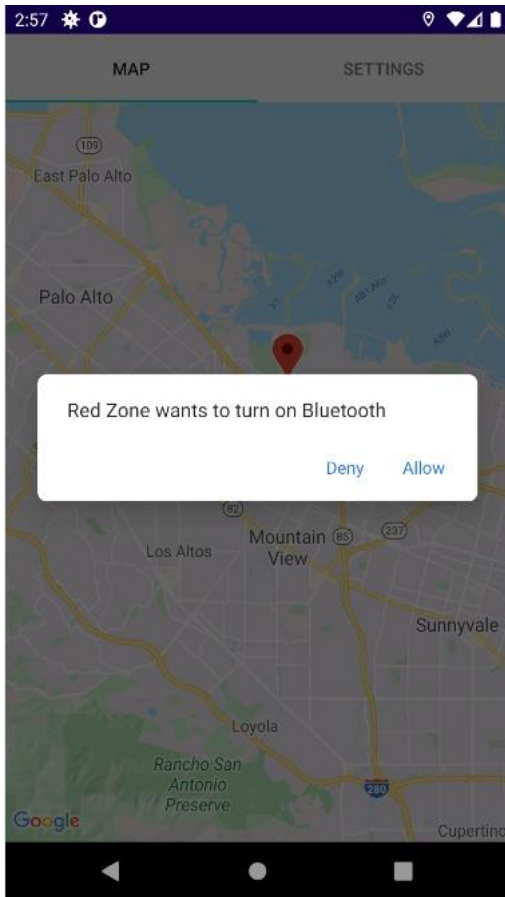 2:57
MAP
SETTINGS
109
East Palo Alto
Palo Alto
Red Zone wants to turn on Bluetooth
Deny
Allow
82
Mountain
View
85
237
Los Altos
Sunnyvale
Loyola
Rancho San
Antonio
Preserve
280
Google
Cupertino